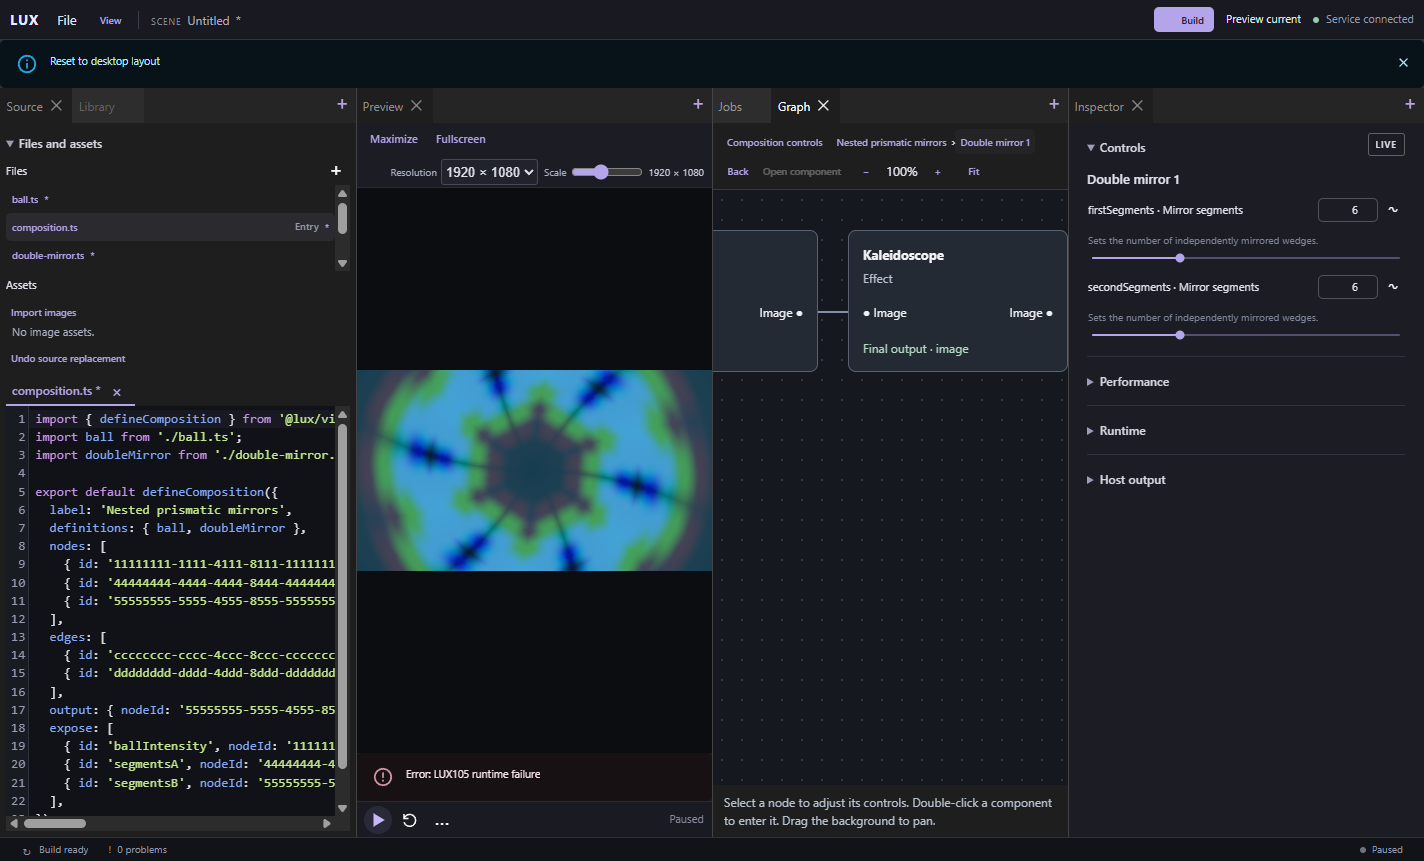 LUX File View SCENE Untitled * Build Preview current Service connected
Reset to desktop layout
Source Library
Files and assets
Files
ball.ts *
composition.ts Entry *
double-mirror.ts *
Assets
Import images
No image assets.
Undo source replacement
composition.ts *
1 import { defineComposition } from '@lux/vi
2 import ball from './ball.ts';
3 import doubleMirror from './double-mirror.
4
5 export default defineComposition({
6 label: 'Nested prismatic mirrors',
7 definitions: { ball, doubleMirror },
8 nodes: [
9 { id: '11111111-1111-4111-8111-1111111
10 { id: '44444444-4444-4444-8444-4444444
11 { id: '55555555-5555-4555-8555-5555555
12 ],
13 edges: [
14 { id: 'cccccccc-cccc-4ccc-8ccc-ccccccc
15 { id: 'dddddddd-dddd-4ddd-8ddd-ddddddd
16 ],
17 output: { nodeId: '55555555-5555-4555-85
18 expose: [
19 { id: 'ballIntensity', nodeId: '111111
20 { id: 'segmentsA', nodeId: '44444444-4
21 { id: 'segmentsB', nodeId: '55555555-5
22 ],
Preview
Maximize Fullscreen
Resolution 1920 × 1080 Scale 1920 × 1080
Error: LUX105 runtime failure
... Paused
Jobs Graph
Composition controls Nested prismatic mirrors › Double mirror 1
Back Open component − 100% + Fit
Image
Kaleidoscope
Effect
Image Image
Final output · image
Select a node to adjust its controls. Double-click a component
to enter it. Drag the background to pan.
Inspector
Controls LIVE
Double mirror 1
firstSegments · Mirror segments 6
Sets the number of independently mirrored wedges.
secondSegments · Mirror segments 6
Sets the number of independently mirrored wedges.
Performance
Runtime
Host output
Build ready ! 0 problems Paused